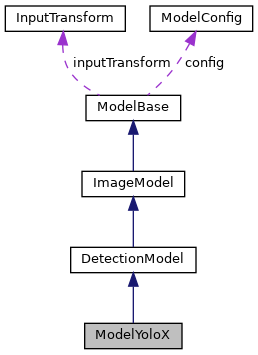 InputTransform
ModelConfig
inputTransform
config
ModelBase
ImageModel
DetectionModel
ModelYoloX